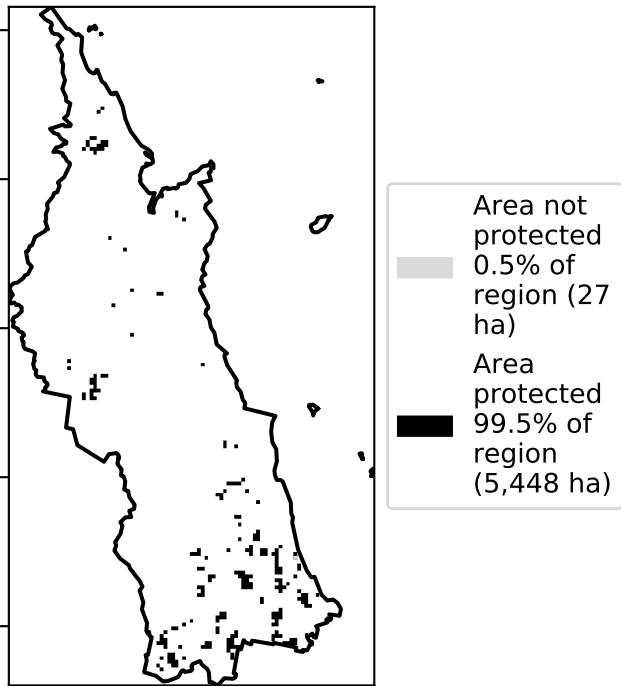 Area not
protected
0.5% of
region (27
ha)
Area
protected
99.5% of
region
(5,448 ha)